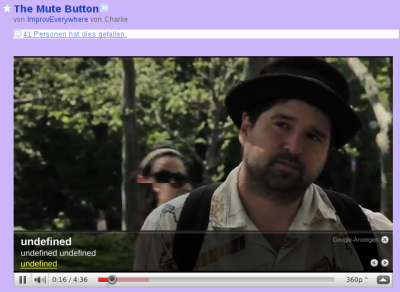 The Mute Button
von ImprovEverywhere von Charlie
41 Personen hat dies gefallen.
undefined
Google-Anzeigen
undefined undefined
undefined
0:16 / 4:36
360p